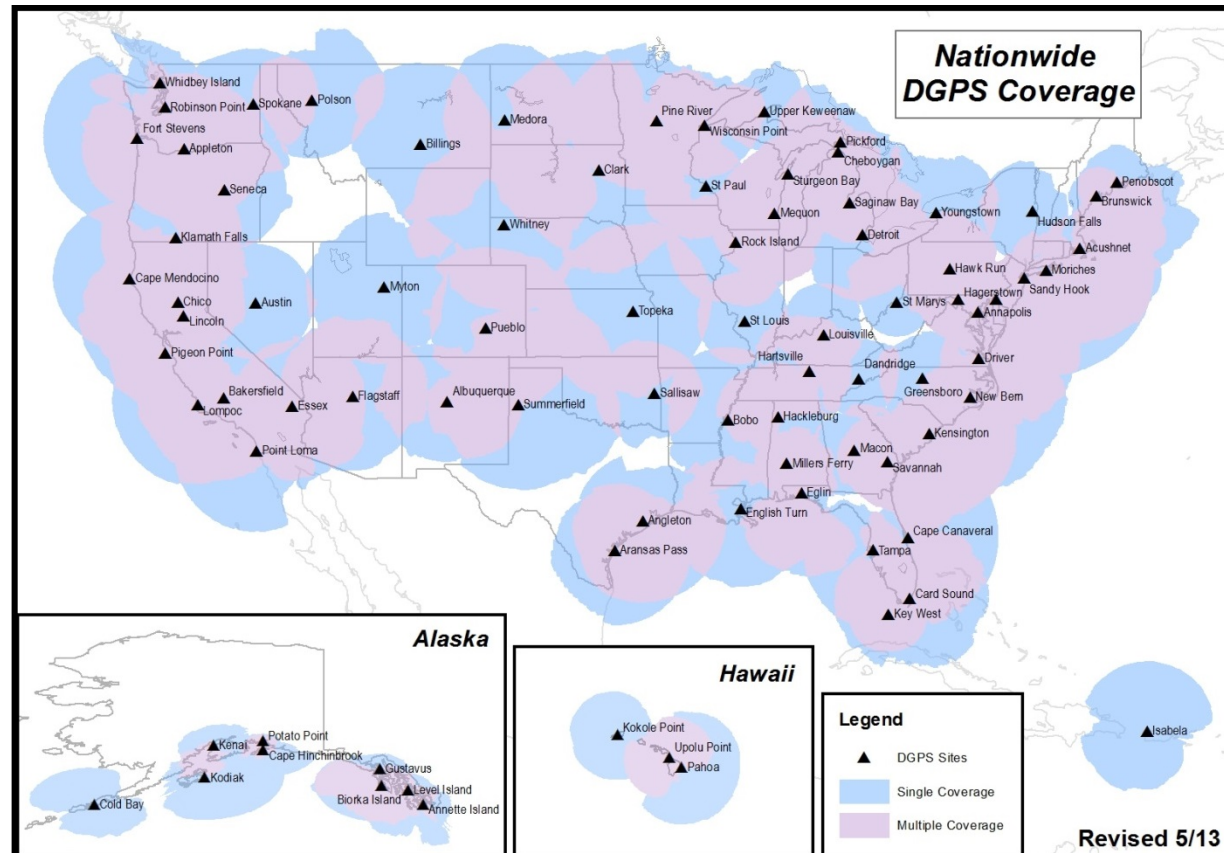 Nationwide
DGPS Coverage
Whidbey Island
Robinson Point
Spokane
Polson
Fort Stevens
Appleton
Seneca
Billings
Medora
Pine River
Wisconsin Point
Upper Keweenaw
Pickford
Cheboygan
Clark
St Paul
Sturgeon Bay
Saginaw Bay
Penobscot
Brunswick
Youngstown
Hudson Falls
Whitney
Mequon
Rock Island
Detroit
Acushnet
Klamath Falls
Cape Mendocino
Chico
Lincoln
Austin
Myton
Hawk Run
Moriches
Sandy Hook
Hagerstown
Annapolis
St Marys
Topeka
St Louis
Pueblo
Louisville
Pigeon Point
Hartsville
Dandridge
Driver
Greensboro
New Bern
Bakersfield
Lompoc
Essex
Flagstaff
Albuquerque
Summerfield
Sallisaw
Bobo
Hackleburg
Kensington
Point Loma
Millers Ferry
Macon
Savannah
Eglin
English Turn
Angleton
Aransas Pass
Cape Canaveral
Tampa
Card Sound
Key West
Alaska
Kenai
Potato Point
Cape Hinchinbrook
Kodiak
Cold Bay
Gustavus
Biorka Island
Level Island
Annette Island
Hawaii
Kokole Point
Upolu Point
Pahoa
Legend
DGPS Sites
Single Coverage
Multiple Coverage
Isabela
Revised 5/13